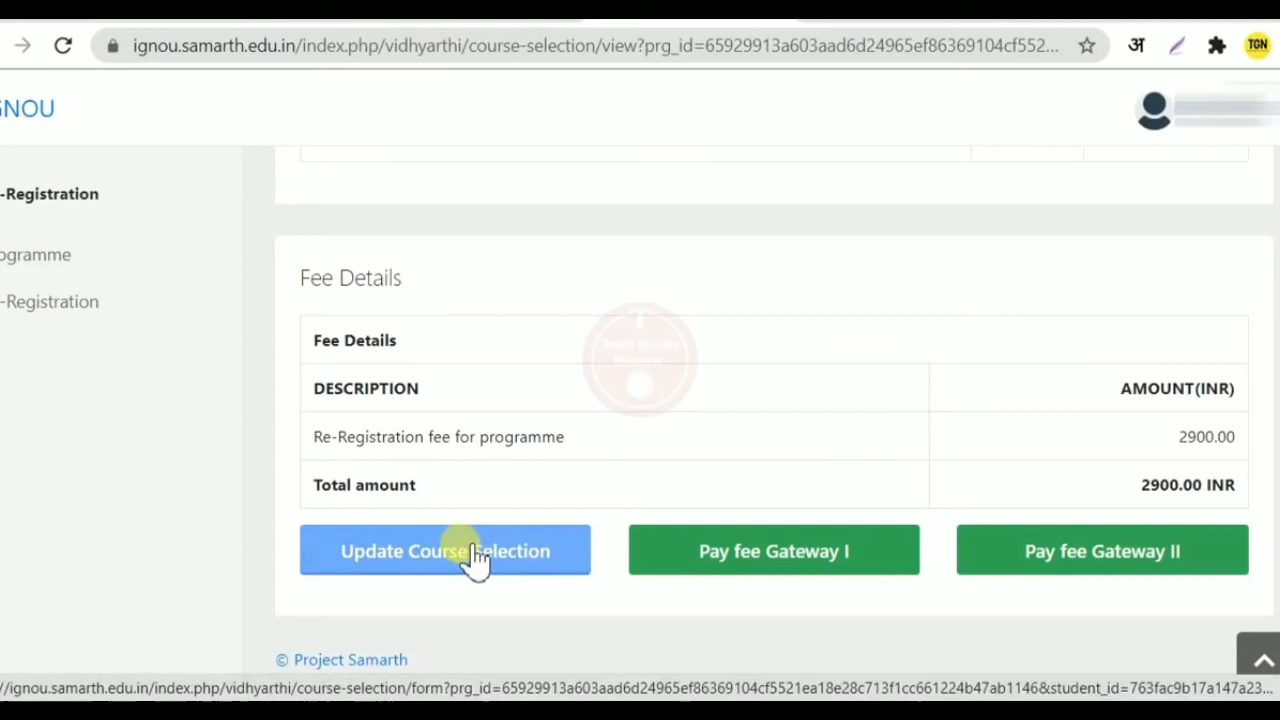 ignou.samarth.edu.in/index.php/vidhyarthi/course-selection/view?prg_id=65929913a603aad6d24965ef86369104cf552...
अ
TGN
GNOU
-Registration
ogramme
-Registration
Fee Details
Fee Details
DESCRIPTION AMOUNT(INR)
Re-Registration fee for programme 2900.00
Total amount 2900.00 INR
Update Course Selection Pay fee Gateway I Pay fee Gateway II
© Project Samarth
//ignou.samarth.edu.in/index.php/vidhyarthi/course-selection/form?prg_id=65929913a603aad6d24965ef86369104cf5521ea18e28c713f1cc661224b47ab1146&student_id=763fac9b17a147a23...